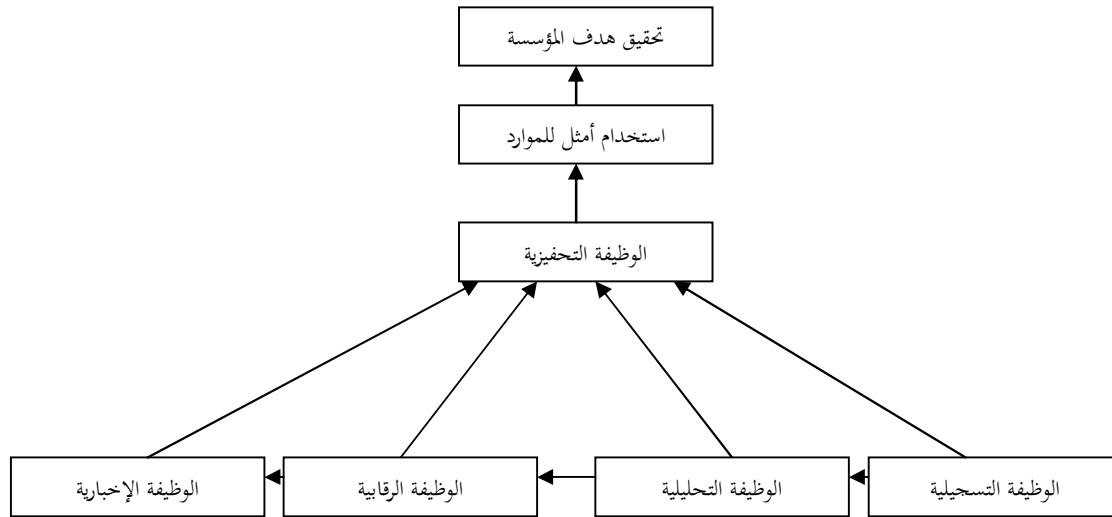 تحقيق هدف المؤسسة
استخدام أمثل للموارد
الوظيفة التحفيزية
الوظيفة التسجيلية
الوظيفة التحليلية
الوظيفة الرقابية
الوظيفة الإخبارية